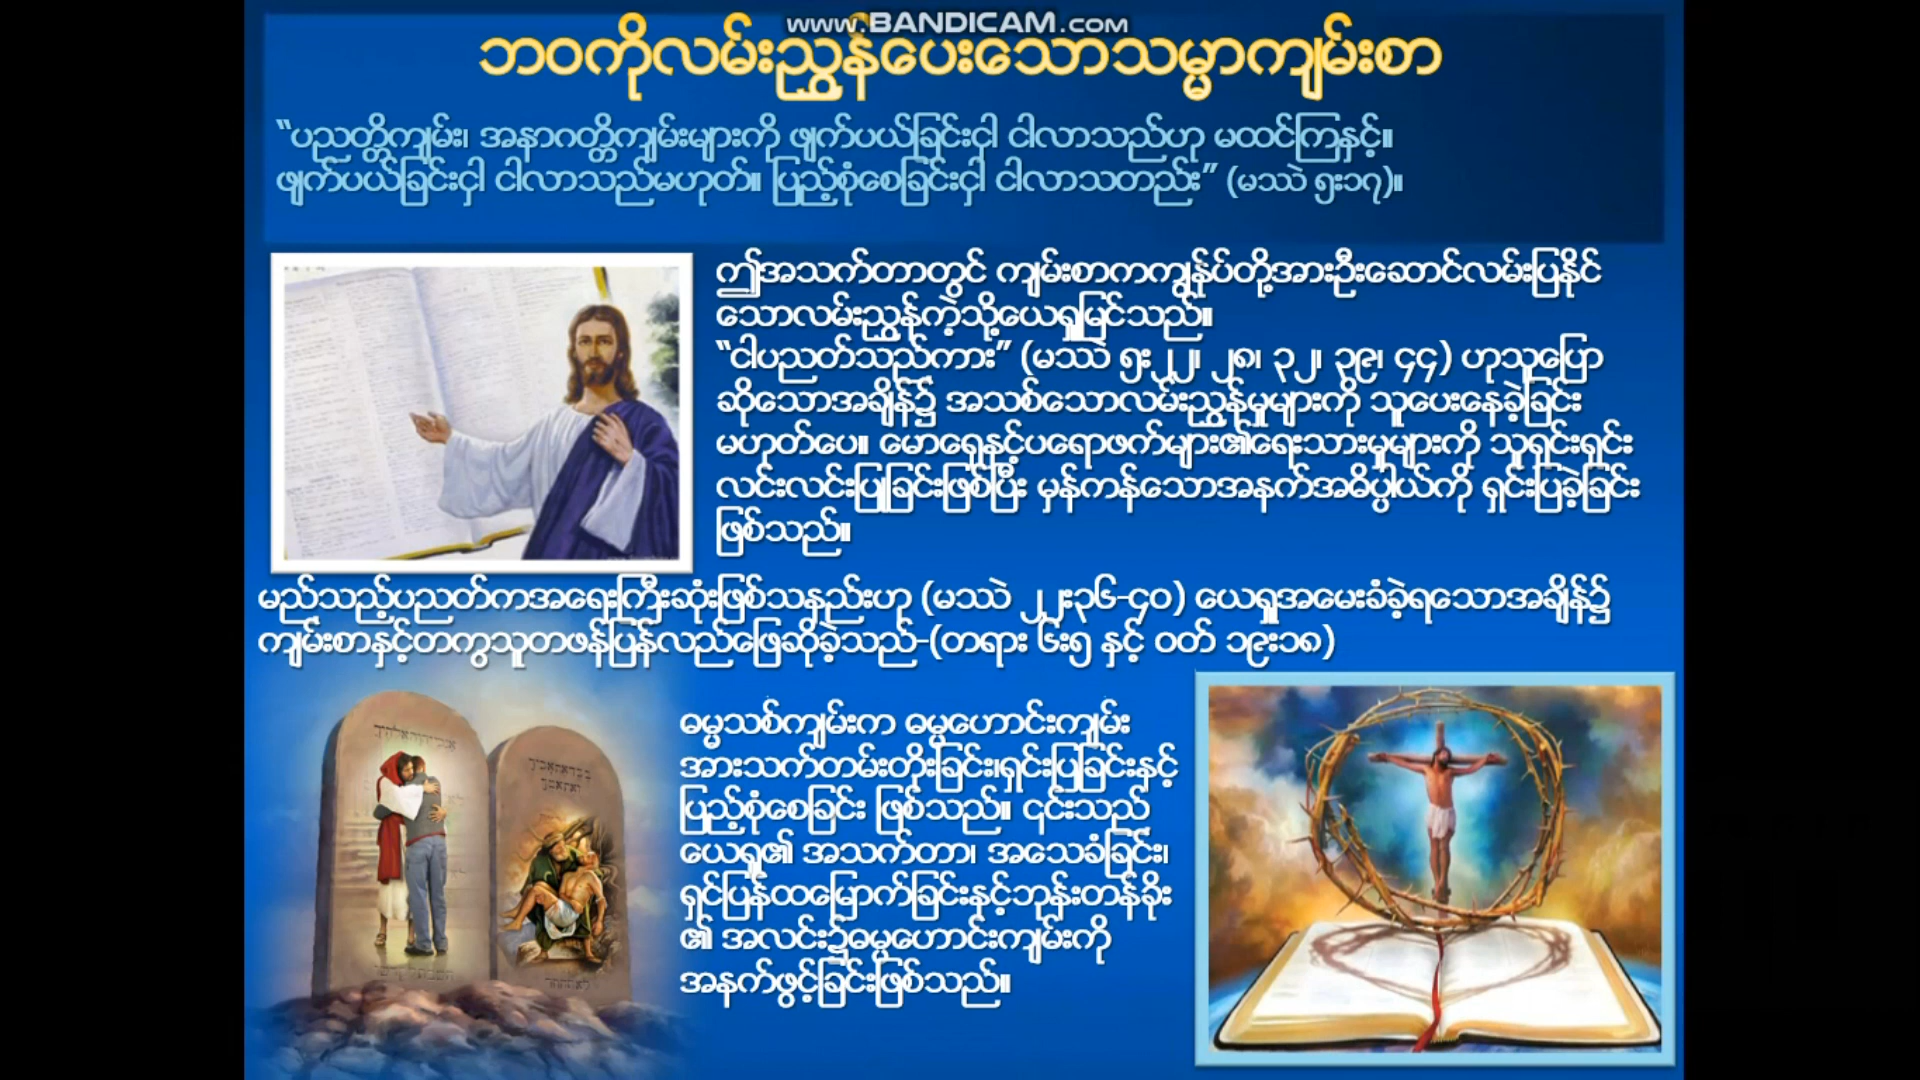 www.BANDICAM.com
ဘဝကိုလမ်းညွှန်ပေးသောသမ္မာကျမ်းစာ
“ပညတ္တိကျမ်း၊ အနာဂတ္တိကျမ်းများကို ဖျက်ပယ်ခြင်းငှါ ငါလာသည်ဟု မထင်ကြနှင့်။
ဖျက်ပယ်ခြင်းငှါ ငါလာသည်မဟုတ်။ ပြည့်စုံစေခြင်းငှါ ငါလာသတည်း” (မဿဲ ၅း၁၇)။
ဤအသက်တာတွင် ကျမ်းစာကကျွန်ုပ်တို့အားဦးဆောင်လမ်းပြနိုင်
သောလမ်းညွှန်ကဲ့သို့ယေရှုမြင်သည်။
“ငါပညတ်သည်ကား” (မဿဲ ၅း၂၂၊ ၂၈၊ ၃၂၊ ၃၉၊ ၄၄) ဟုသူပြော
ဆိုသောအချိန်၌ အသစ်သောလမ်းညွှန်မှုများကို သူပေးနေခဲ့ခြင်း
မဟုတ်ပေ။ မောရှေနှင့်ပရောဖက်များ၏ရေးသားမှုများကို သူရှင်းရှင်း
လင်းလင်းပြုခြင်းဖြစ်ပြီး မှန်ကန်သောအနက်အဓိပ္ပါယ်ကို ရှင်းပြခဲ့ခြင်း
ဖြစ်သည်။
မည်သည့်ပညတ်ကအရေးကြီးဆုံးဖြစ်သနည်းဟု (မဿဲ ၂၂း၃၆-၄၀) ယေရှုအမေးခံခဲ့ရသောအချိန်၌
ကျမ်းစာနှင့်တကွသူတဖန်ပြန်လည်ဖြေဆိုခဲ့သည်-(တရား ၆း၅ နှင့် ဝတ် ၁၉း၁၈)
ဓမ္မသစ်ကျမ်းက ဓမ္မဟောင်းကျမ်း
အားသက်တမ်းတိုးခြင်း၊ရှင်းပြခြင်းနှင့်
ပြည့်စုံစေခြင်း ဖြစ်သည်။ ၎င်းသည်
ယေရှု၏ အသက်တာ၊ အသေခံခြင်း၊
ရှင်ပြန်ထမြောက်ခြင်းနှင့်ဘုန်းတန်ခိုး
၏ အလင်း၌ဓမ္မဟောင်းကျမ်းကို
အနက်ဖွင့်ခြင်းဖြစ်သည်။